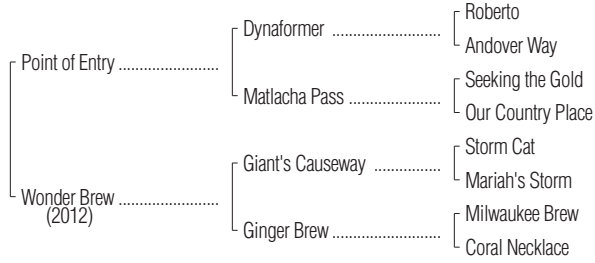 Roberto
Dynaformer ......................
Andover Way
Point of Entry ....................
Seeking the Gold
Matlacha Pass ...................
Our Country Place
Storm Cat
Giant's Causeway ..............
Mariah's Storm
Wonder Brew ....................
(2012)
Milwaukee Brew
Ginger Brew ......................
Coral Necklace